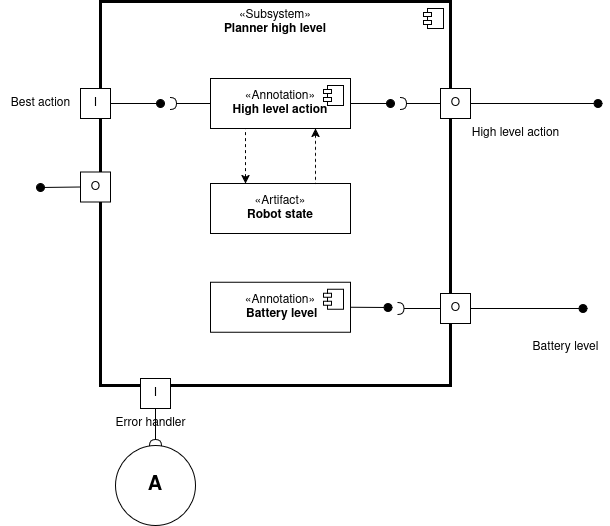 «Subsystem»
Planner high level
Best action
I
«Annotation»
High level action
O
High level action
O
«Artifact»
Robot state
«Annotation»
Battery level
O
Battery level
I
Error handler
A